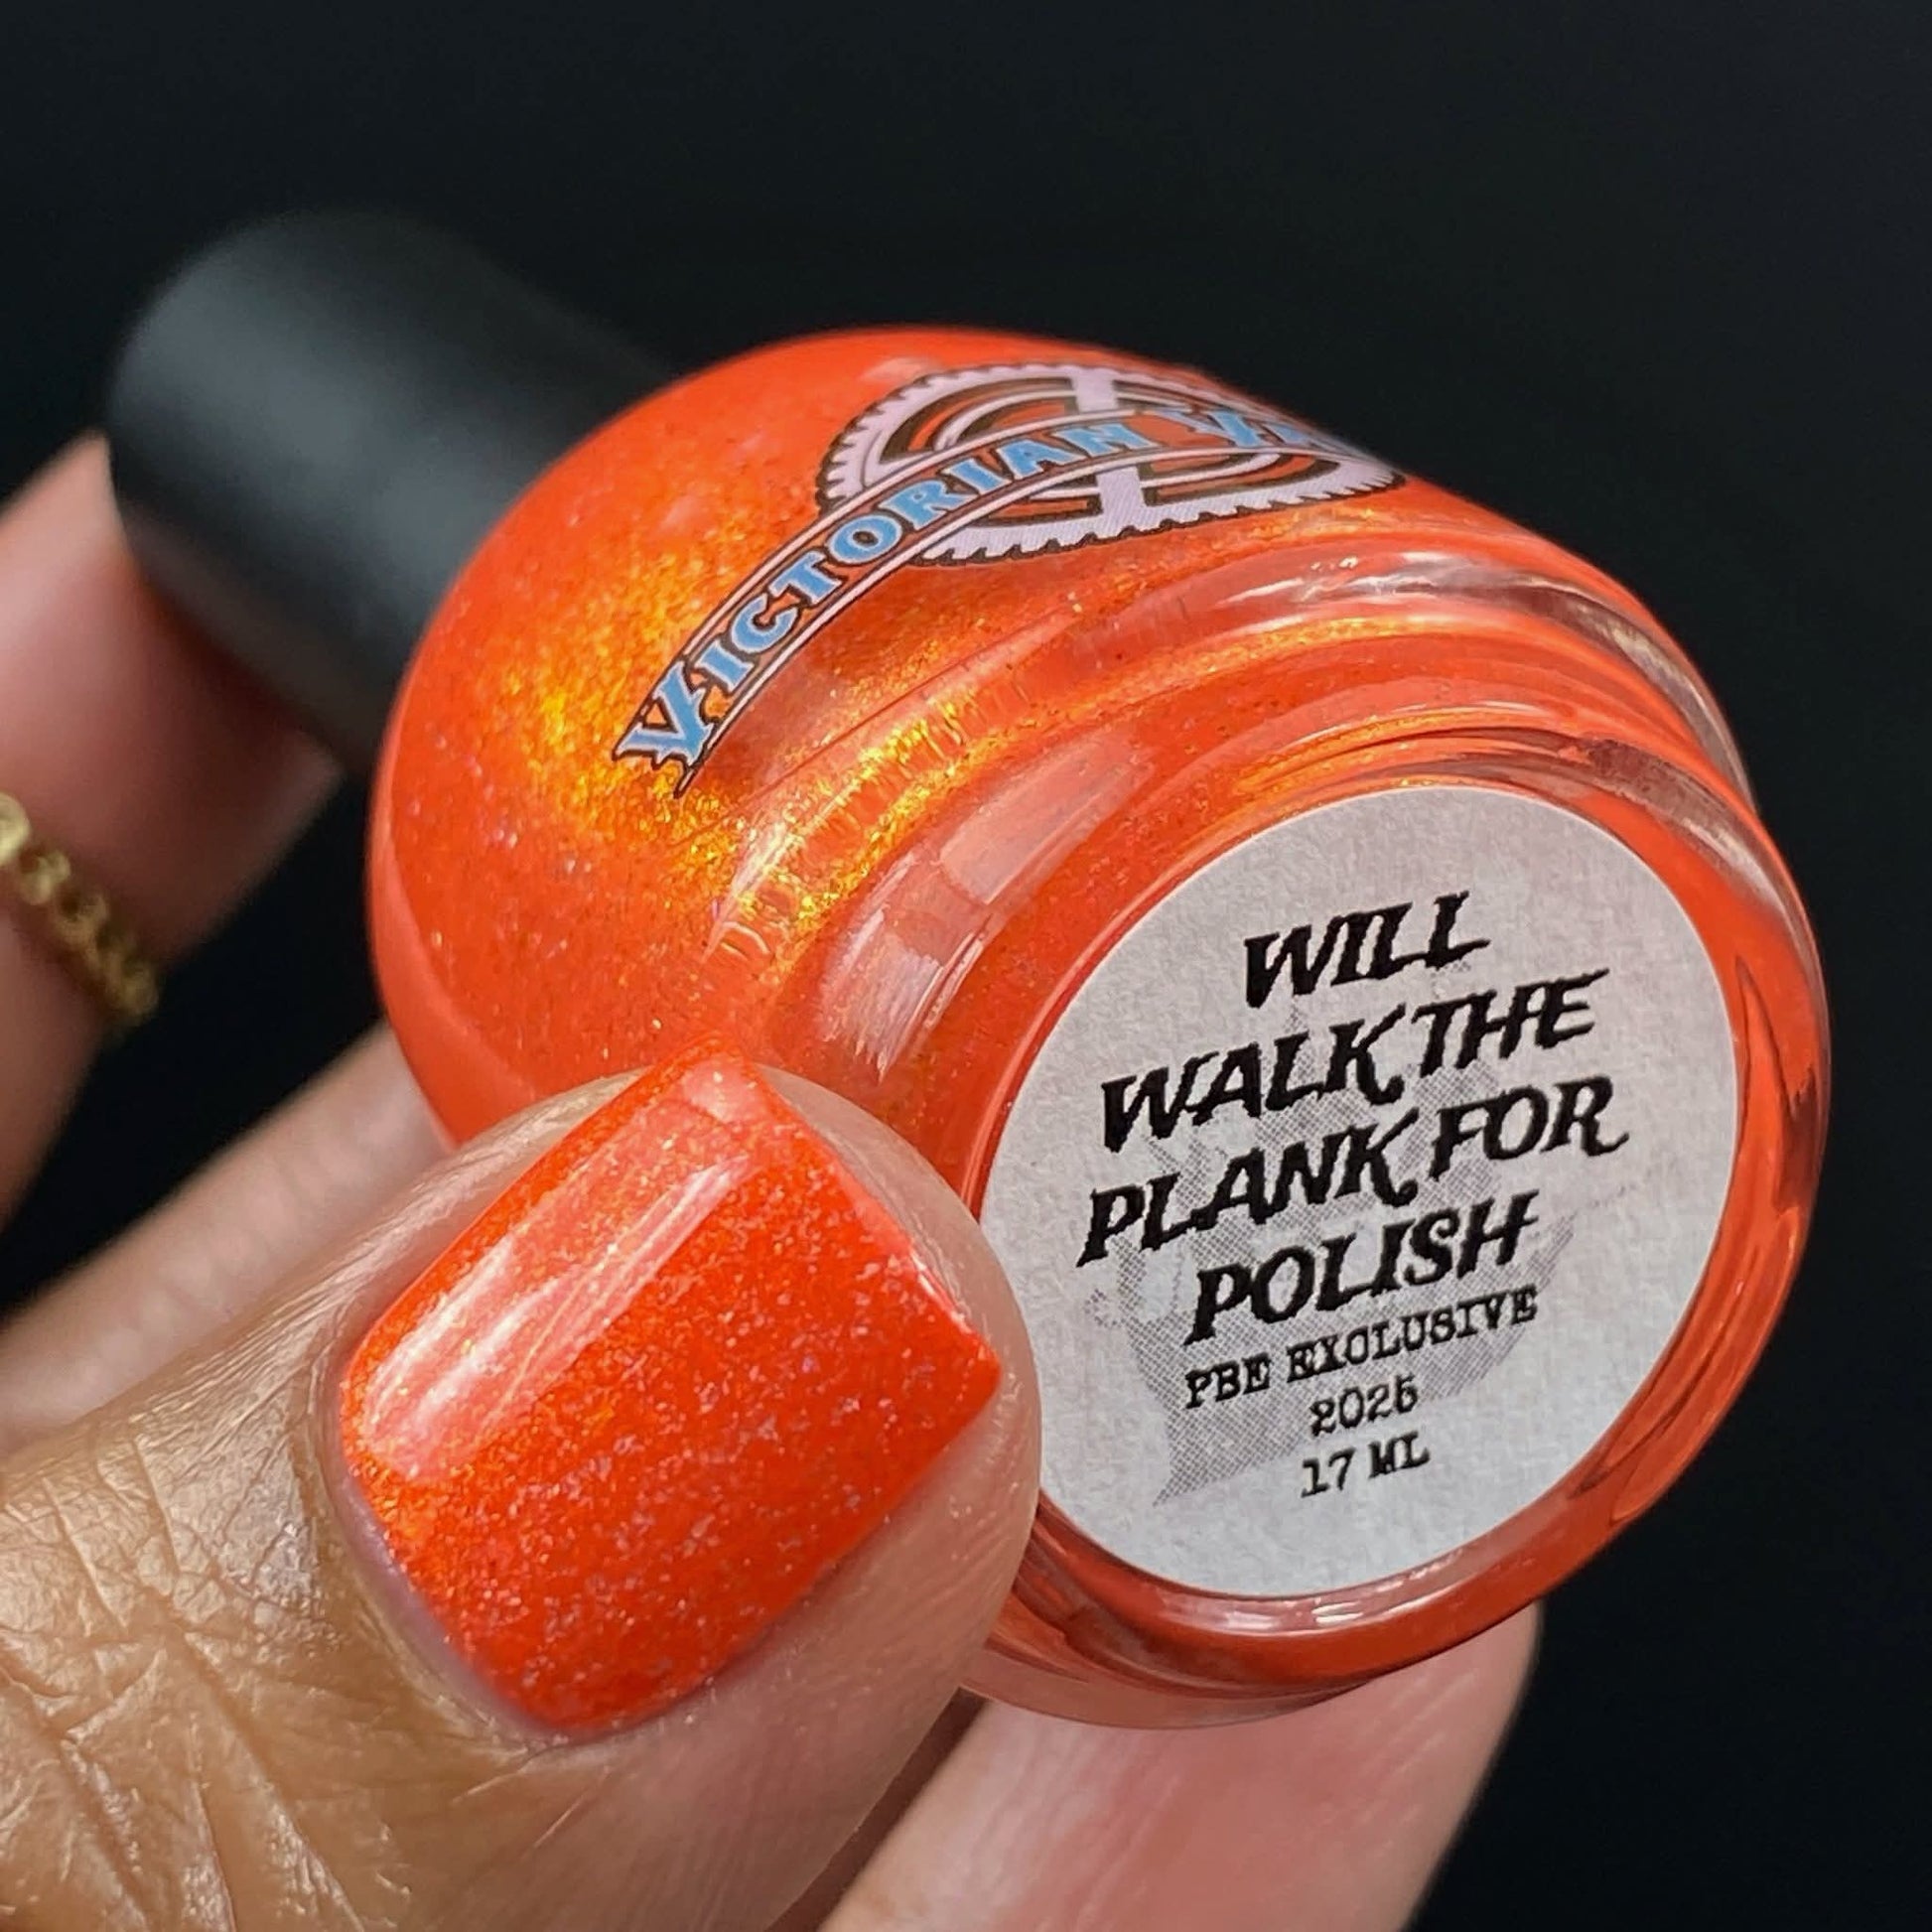 VICTORIAN
WILL
WALK THE
PLANK FOR
POLISH
PBE EXCLUSIVE
2025
17 ML